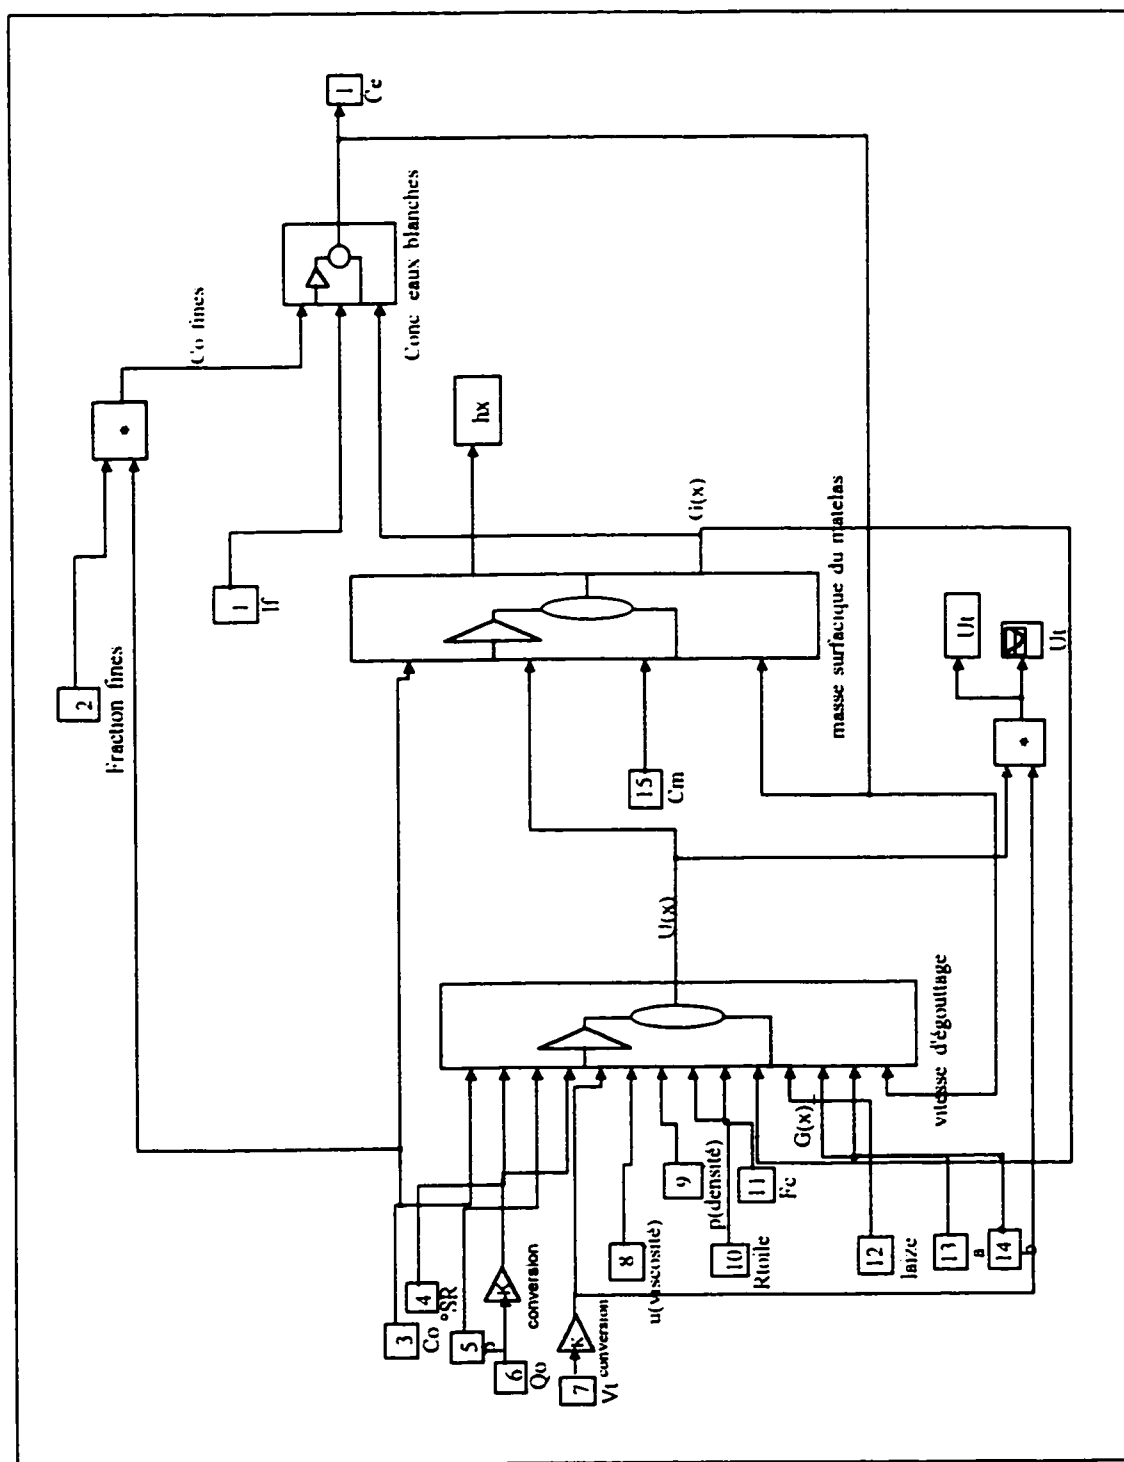 1
Ce
Co fines
*
2
Fraction fines
1
If
Conc eaux blanches
hx
Gi(x)
masse surfacique du matelas
15
Cm
Ut
Ut
*
U(x)
vitesse d'égouttage
G(x)
3
Co
4
°SR
5
P
6
Qo
K
conversion
7
Vt
K
conversion
8
u(viscosité)
9
p(densité)
10
Rtoile
11
Fc
12
laize
13
a
14
b